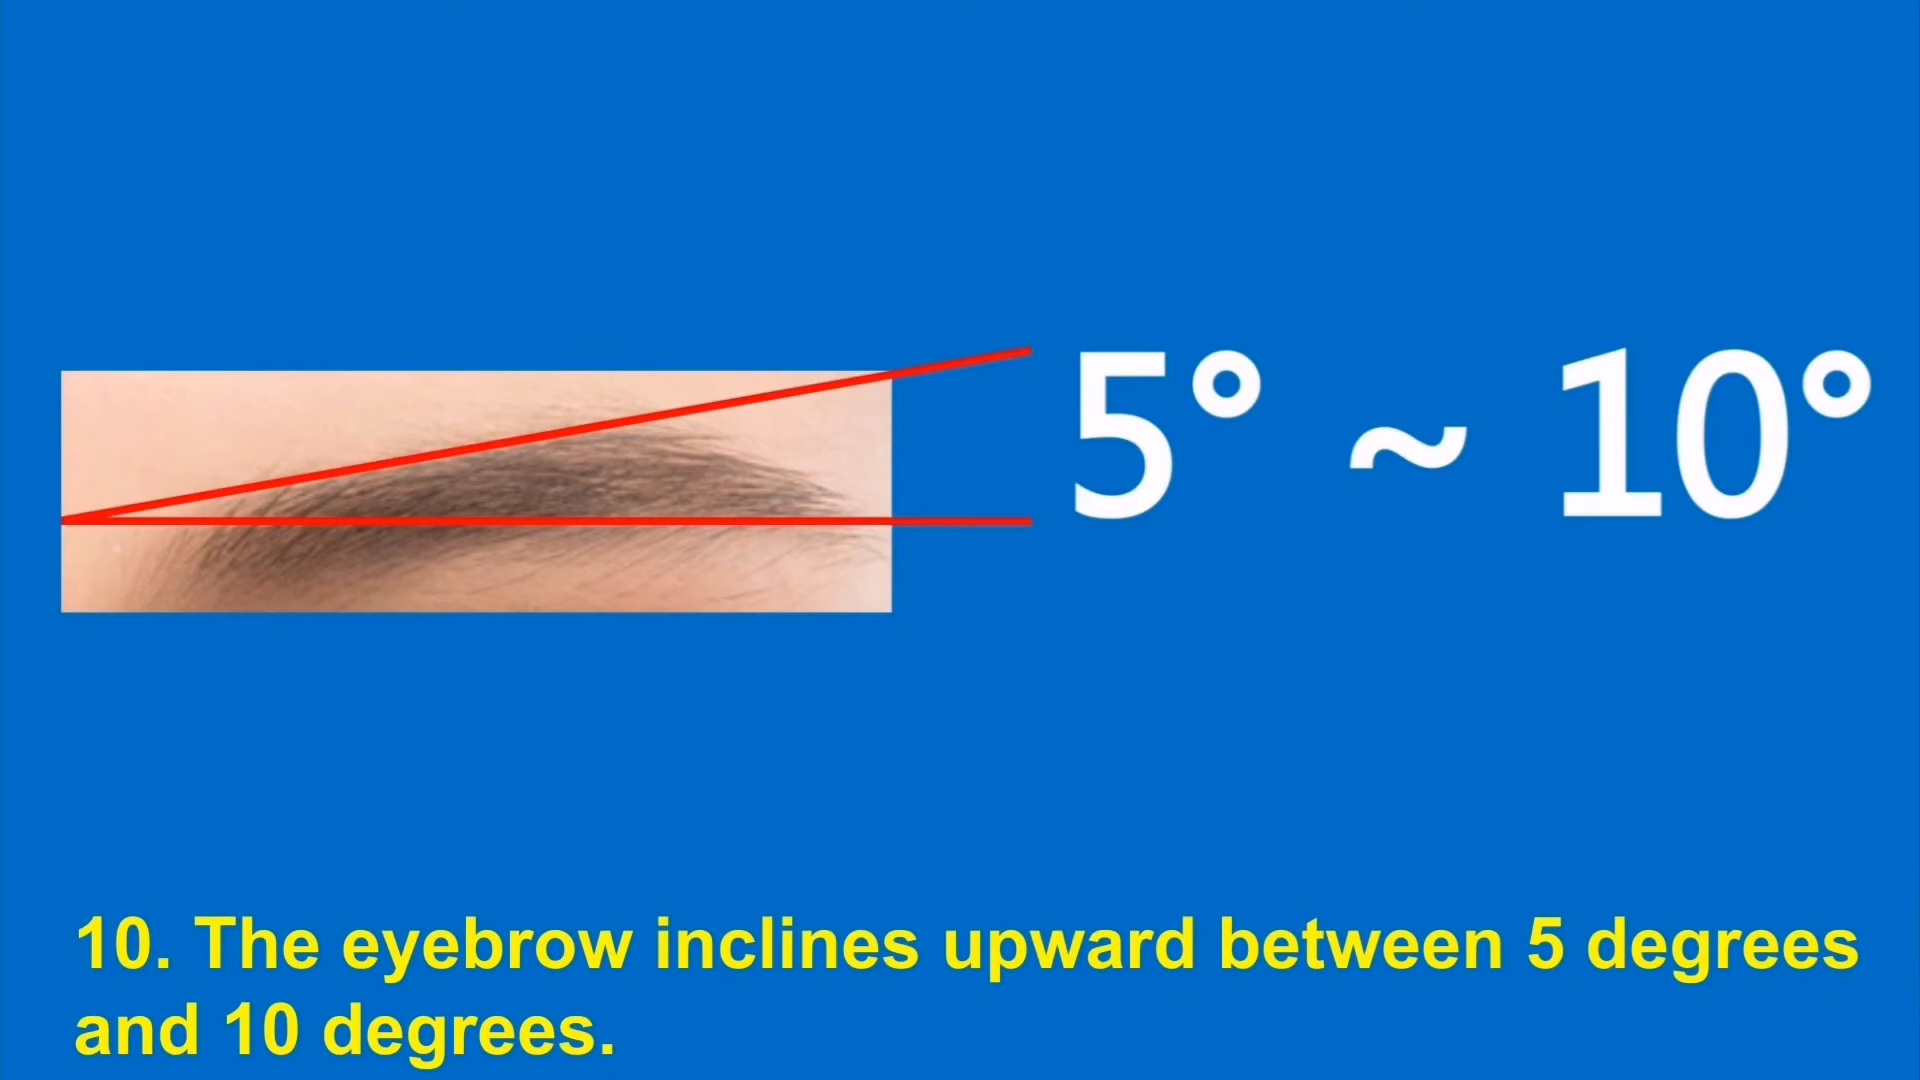 5° ~ 10°
10. The eyebrow inclines upward between 5 degrees
and 10 degrees.